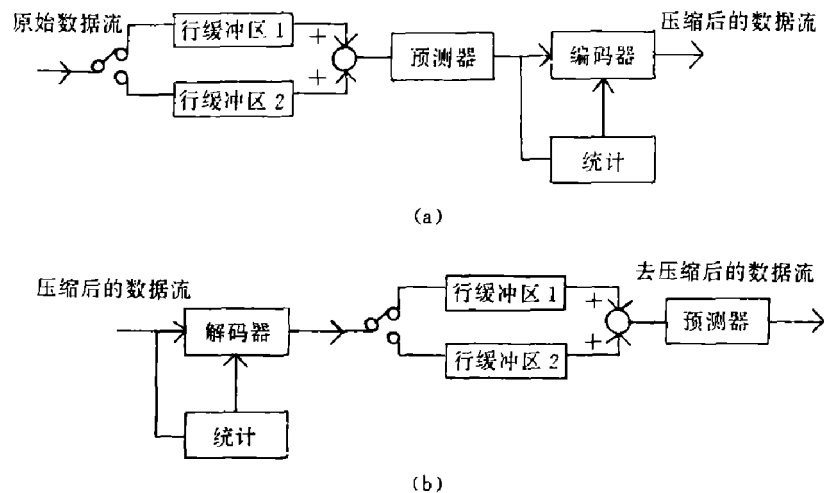 原始数据流
行缓冲区 1
+
预测器
编码器
压缩后的数据流
+
行缓冲区 2
统计
(a)
压缩后的数据流
解码器
行缓冲区 1
+
去压缩后的数据流
预测器
+
行缓冲区 2
统计
(b)